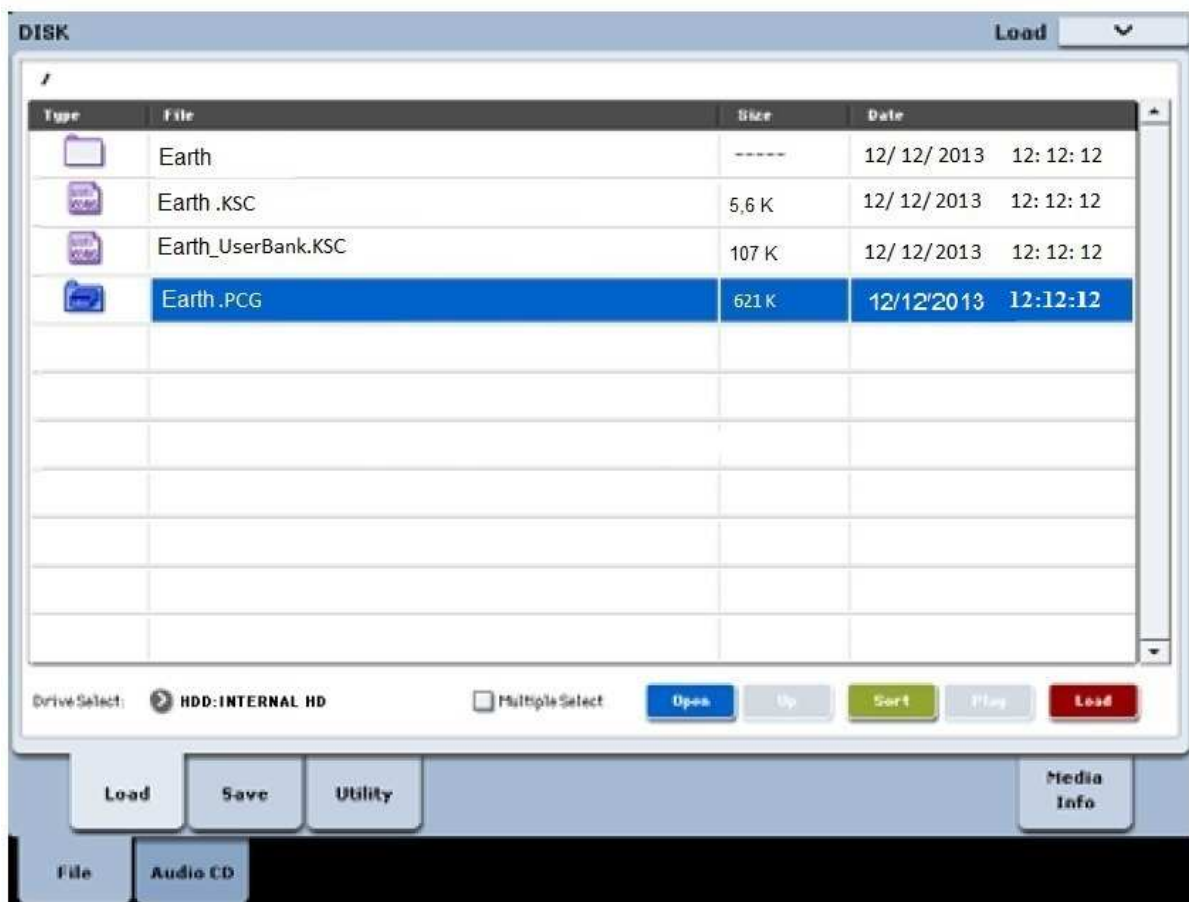 DISK Load
/
Type File Size Date
Earth ----- 12/ 12/ 2013 12: 12: 12
Earth .KSC 5,6 K 12/ 12/ 2013 12: 12: 12
Earth_UserBank.KSC 107 K 12/ 12/ 2013 12: 12: 12
Earth .PCG 621 K 12/12/2013 12:12:12
Drive Select: HDD:INTERNAL HD Multiple Select Open Up Sort Play Load
Load Save Utility Media
Info
File Audio CD